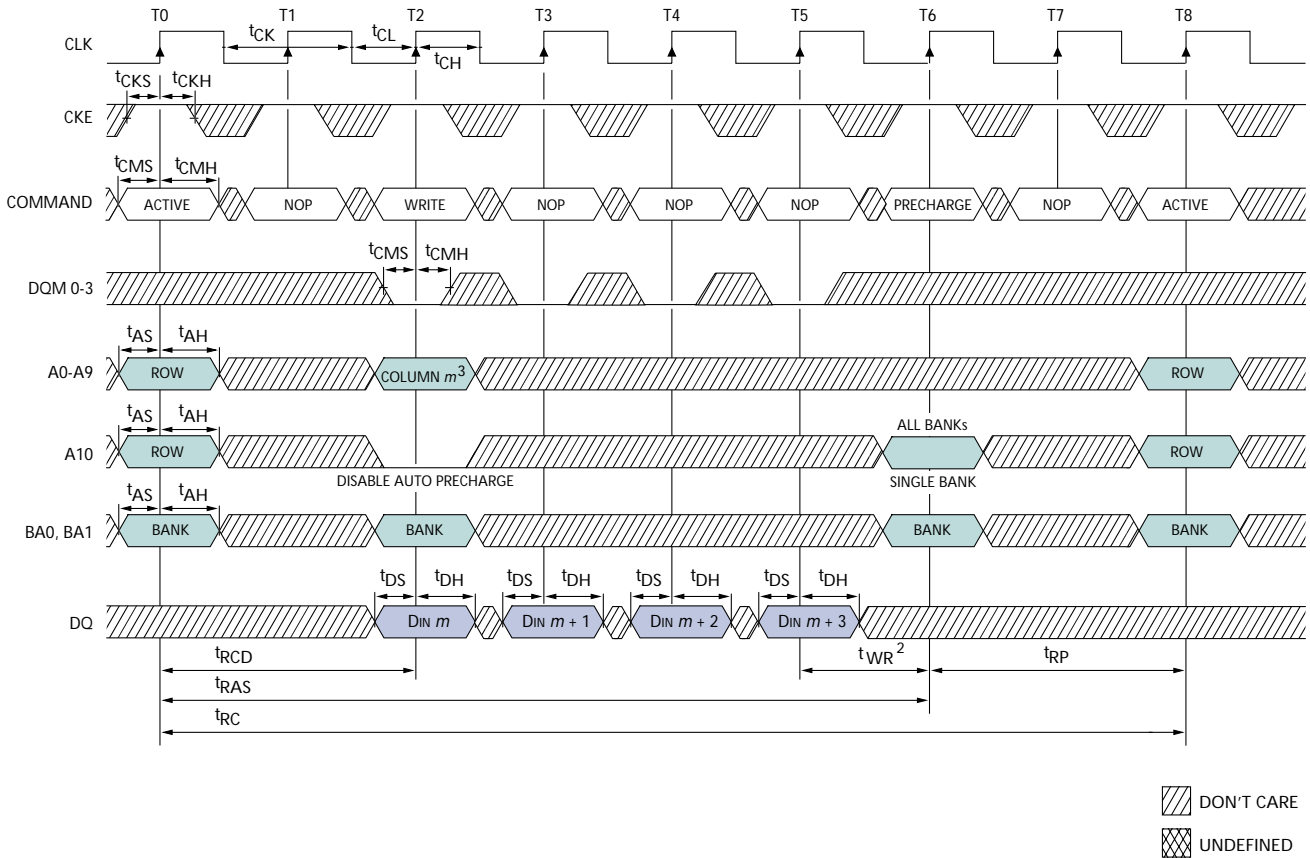 T0 T1 T2 T3 T4 T5 T6 T7 T8
CLK
tCK tCL
tCH
tCKS tCKH
CKE
tCMS tCMH
COMMAND ACTIVE NOP WRITE NOP NOP NOP PRECHARGE NOP ACTIVE
tCMS tCMH
DQM 0-3
tAS tAH
A0-A9 ROW COLUMN m³ ROW
tAS tAH
ALL BANKs
A10 ROW ROW
DISABLE AUTO PRECHARGE SINGLE BANK
tAS tAH
BA0, BA1 BANK BANK BANK BANK
tDS tDH tDS tDH tDS tDH tDS tDH
DQ DIN m DIN m + 1 DIN m + 2 DIN m + 3
tRCD tWR² tRP
tRAS
tRC
DON'T CARE
UNDEFINED